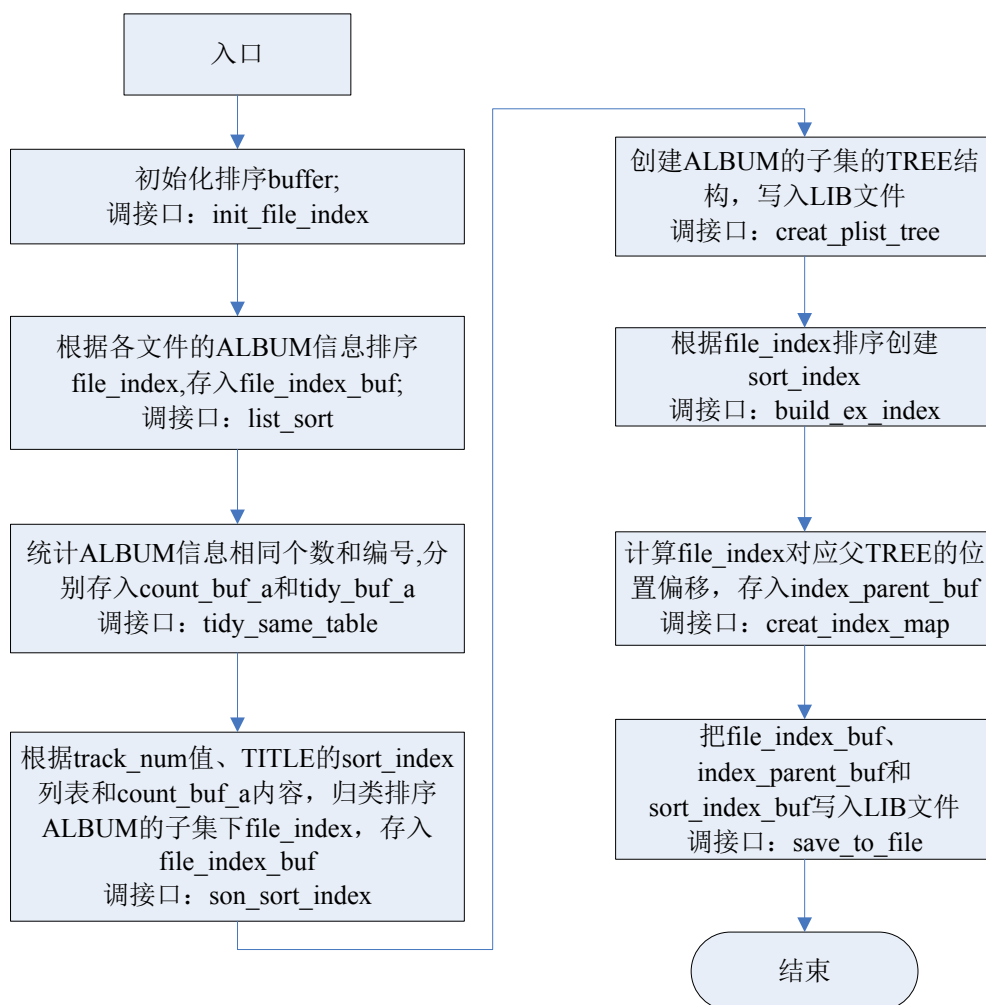 入口
初始化排序buffer;
调接口：init_file_index
根据各文件的ALBUM信息排序
file_index,存入file_index_buf;
调接口：list_sort
统计ALBUM信息相同个数和编号,分
别存入count_buf_a和tidy_buf_a
调接口：tidy_same_table
根据track_num值、TITLE的sort_index
列表和count_buf_a内容，归类排序
ALBUM的子集下file_index，存入
file_index_buf
调接口：son_sort_index
创建ALBUM的子集的TREE结
构，写入LIB文件
调接口：creat_plist_tree
根据file_index排序创建
sort_index
调接口：build_ex_index
计算file_index对应父TREE的位
置偏移，存入index_parent_buf
调接口：creat_index_map
把file_index_buf、
index_parent_buf和
sort_index_buf写入LIB文件
调接口：save_to_file
结束